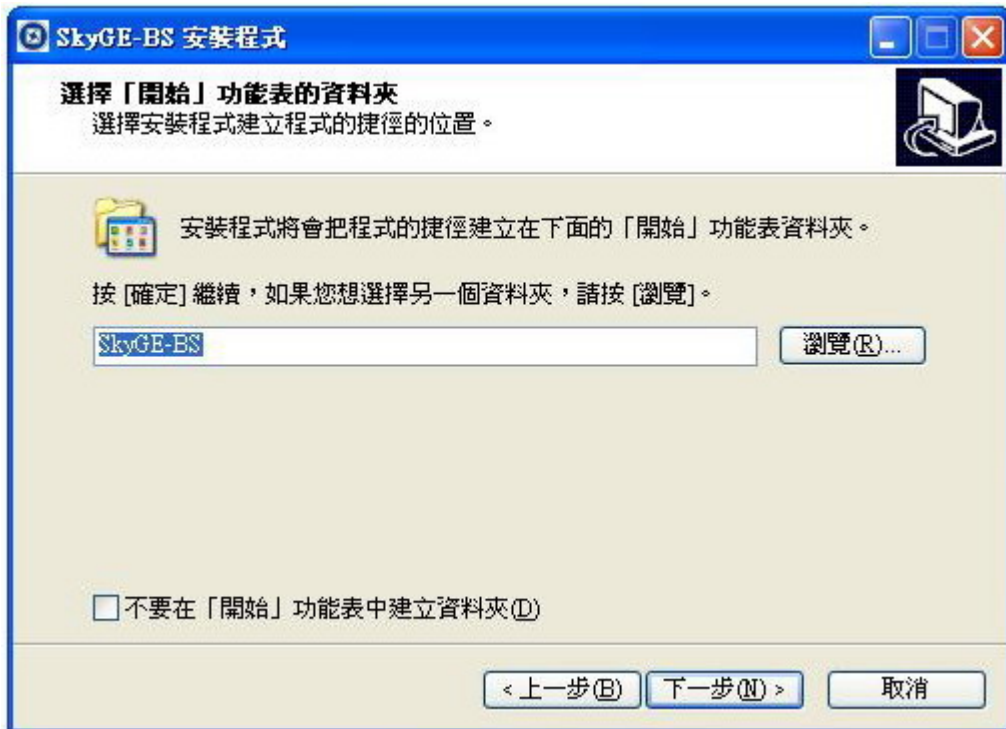 SkyGE-BS 安裝程式
選擇「開始」功能表的資料夾
選擇安裝程式建立程式的捷徑的位置。
安裝程式將會把程式的捷徑建立在下面的「開始」功能表資料夾。
按 [確定] 繼續，如果您想選擇另一個資料夾，請按 [瀏覽]。
SkyGE-BS
瀏覽(R)...
不要在「開始」功能表中建立資料夾(D)
< 上一步(B) 下一步(N) > 取消